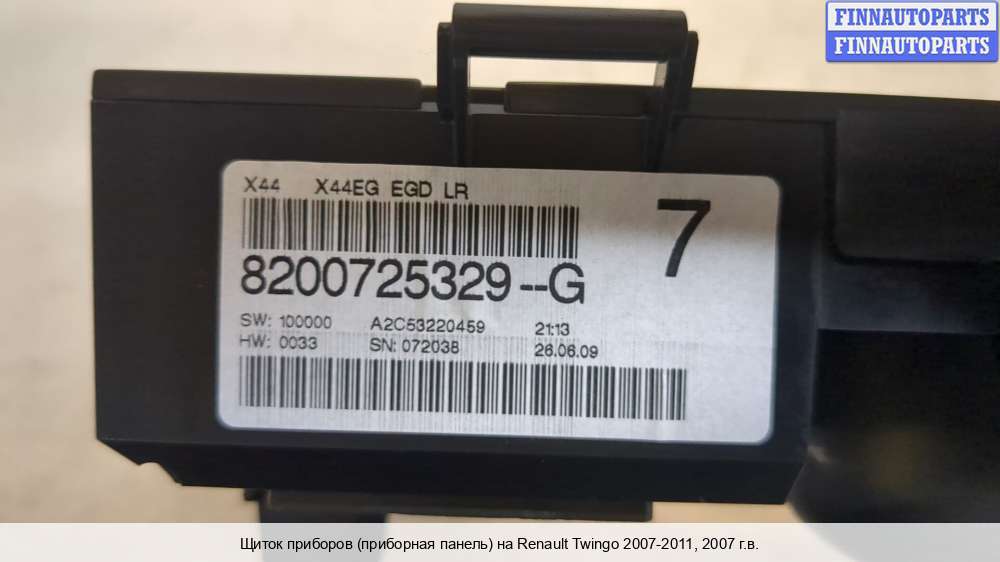 FINNAUTOPARTS
FINNAUTOPARTS
X44 X44EG EGD LR
7
8200725329--G
SW: 100000 A2C53220459 21:13
HW: 0033 SN: 072038 26.06.09
Щиток приборов (приборная панель) на Renault Twingo 2007-2011, 2007 г.в.